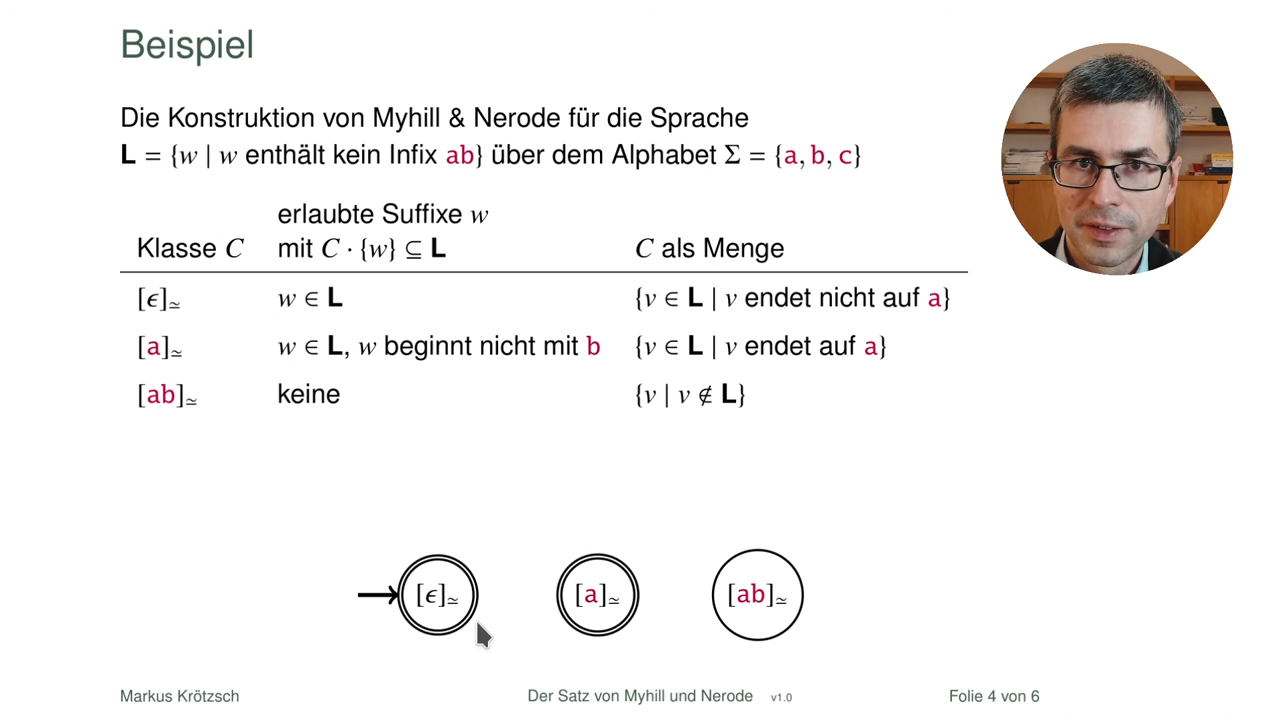 Beispiel
Die Konstruktion von Myhill & Nerode für die Sprache
L = {w | w enthält kein Infix ab} über dem Alphabet Σ = {a, b, c}
erlaubte Suffixe w
Klasse C mit C · {w} ⊆ L C als Menge
[ϵ]≃ w ∈ L {v ∈ L | v endet nicht auf a}
[a]≃ w ∈ L, w beginnt nicht mit b {v ∈ L | v endet auf a}
[ab]≃ keine {v | v ∉ L}
[ϵ]≃ [a]≃ [ab]≃
Markus Krötzsch Der Satz von Myhill und Nerode v1.0 Folie 4 von 6